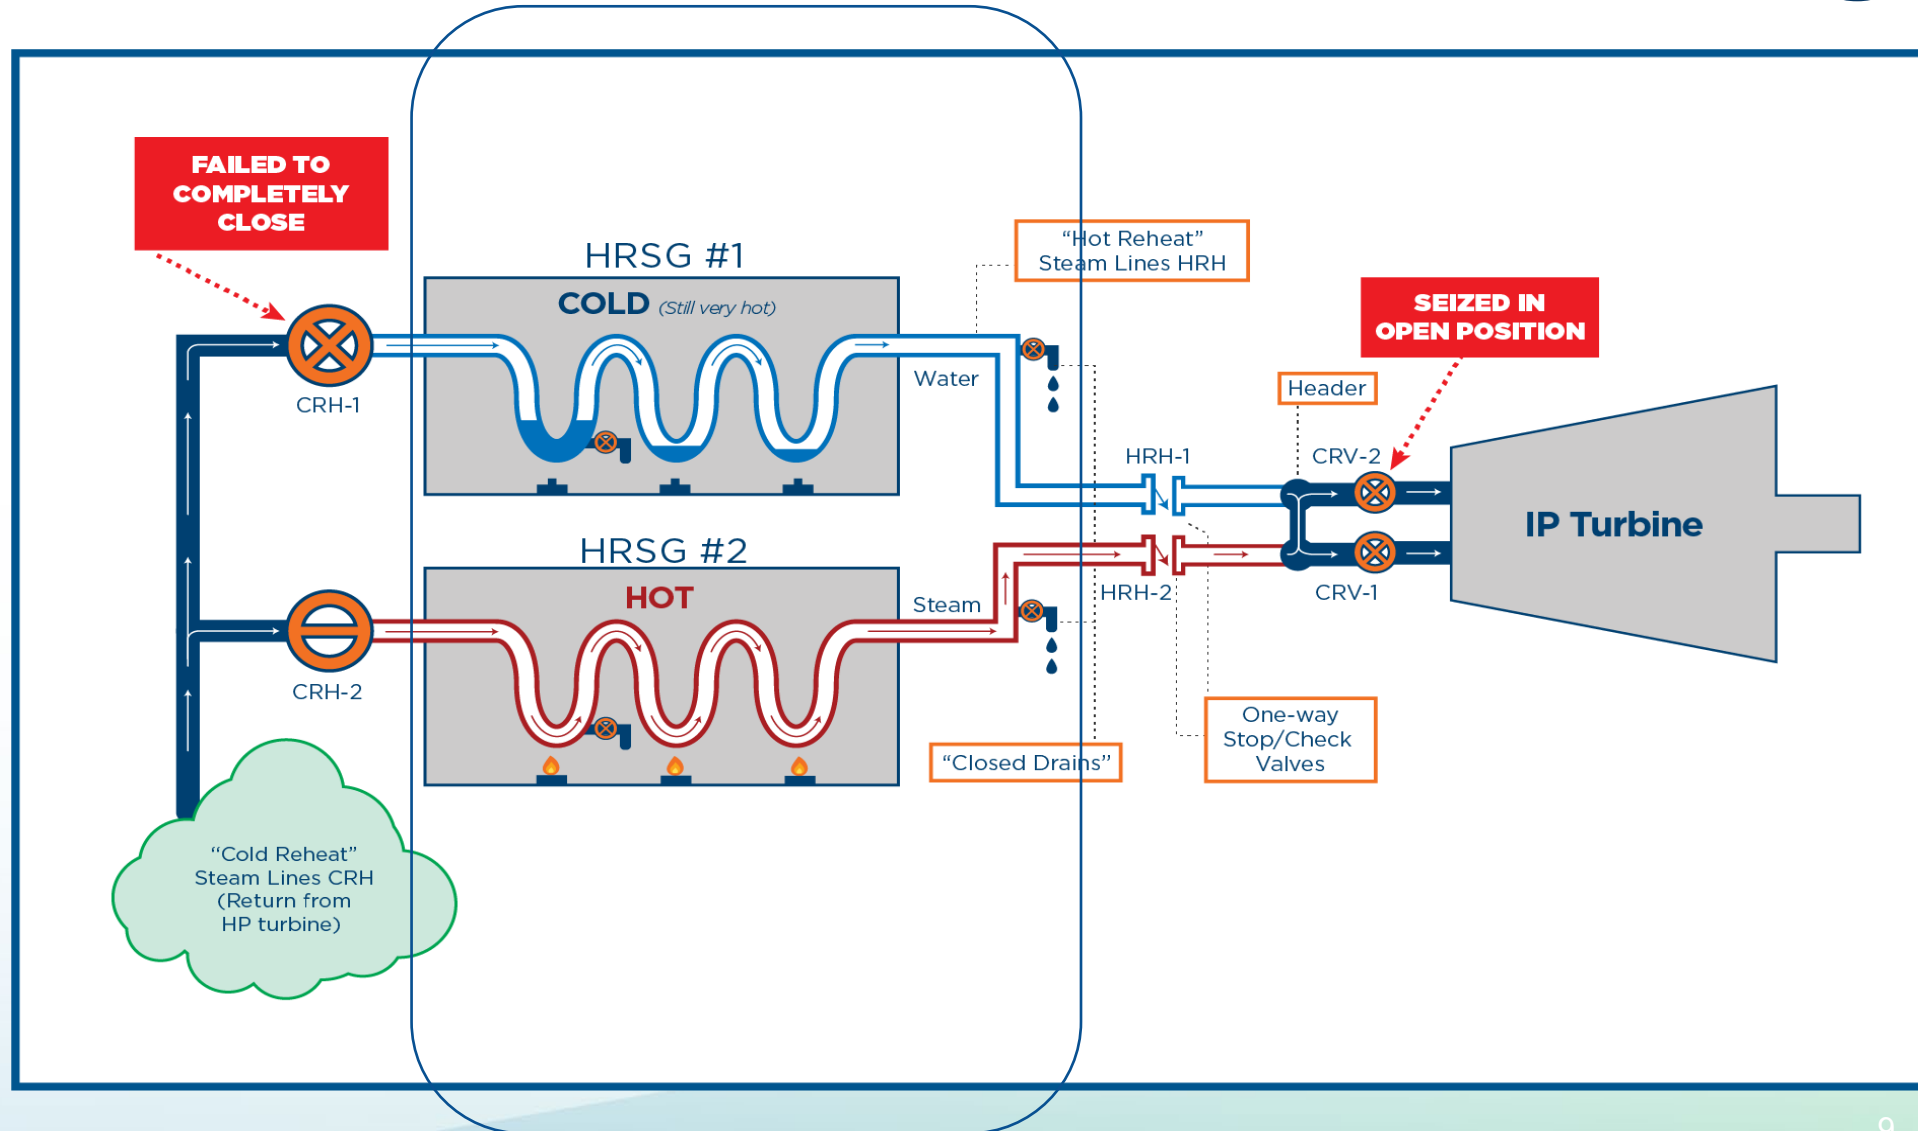 FAILED TO
COMPLETELY
CLOSE
HRSG #1
COLD (Still very hot)
“Hot Reheat”
Steam Lines HRH
SEIZED IN
OPEN POSITION
CRH-1
Water
Header
HRH-1
CRV-2
IP Turbine
HRSG #2
HOT
Steam
HRH-2
CRV-1
CRH-2
“Closed Drains”
One-way
Stop/Check
Valves
“Cold Reheat”
Steam Lines CRH
(Return from
HP turbine)
9